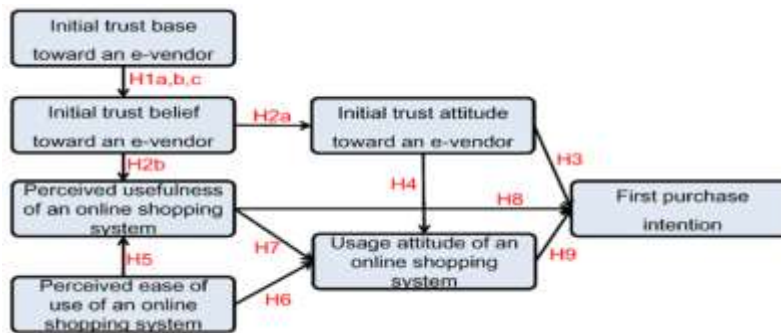 Initial trust base
toward an e-vendor
H1a,b,c
Initial trust belief
toward an e-vendor
H2a
Initial trust attitude
toward an e-vendor
H2b
H3
H4
Perceived usefulness
of an online shopping
system
H8
First purchase
intention
H5
H7
Usage attitude of an
online shopping
system
H9
H6
Perceived ease of
use of an online
shopping system